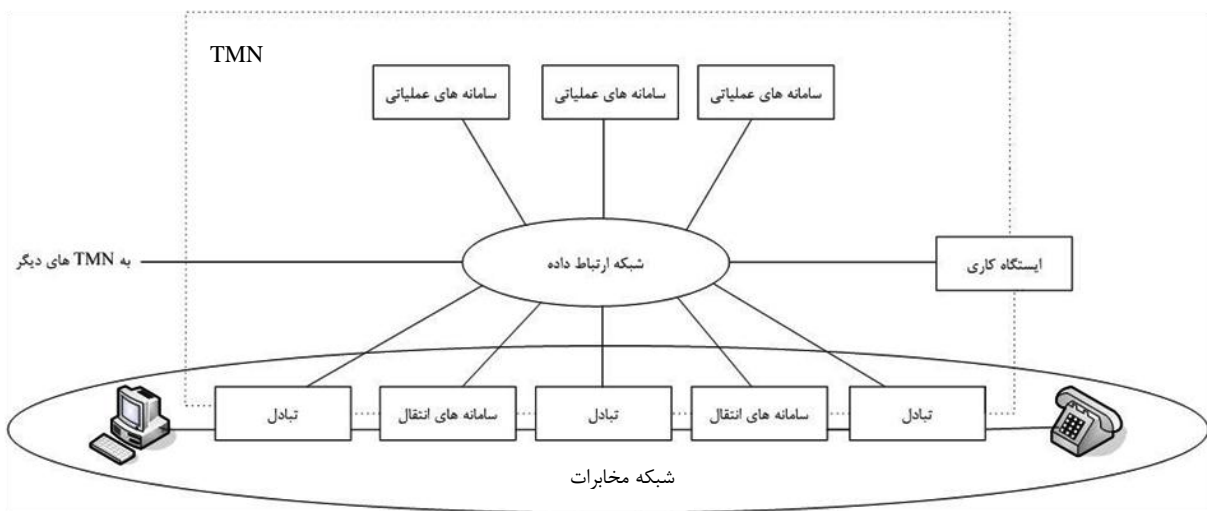 TMN
سامانه های عملیاتی
سامانه های عملیاتی
سامانه های عملیاتی
به TMN های دیگر
شبکه ارتباط داده
ایستگاه کاری
تبادل
سامانه های انتقال
تبادل
سامانه های انتقال
تبادل
شبکه مخابرات